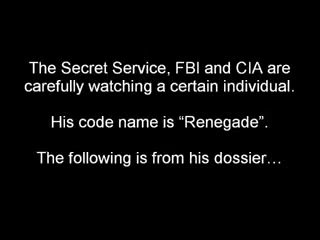 The Secret Service, FBI and CIA are
carefully watching a certain individual.
His code name is “Renegade”.
The following is from his dossier…